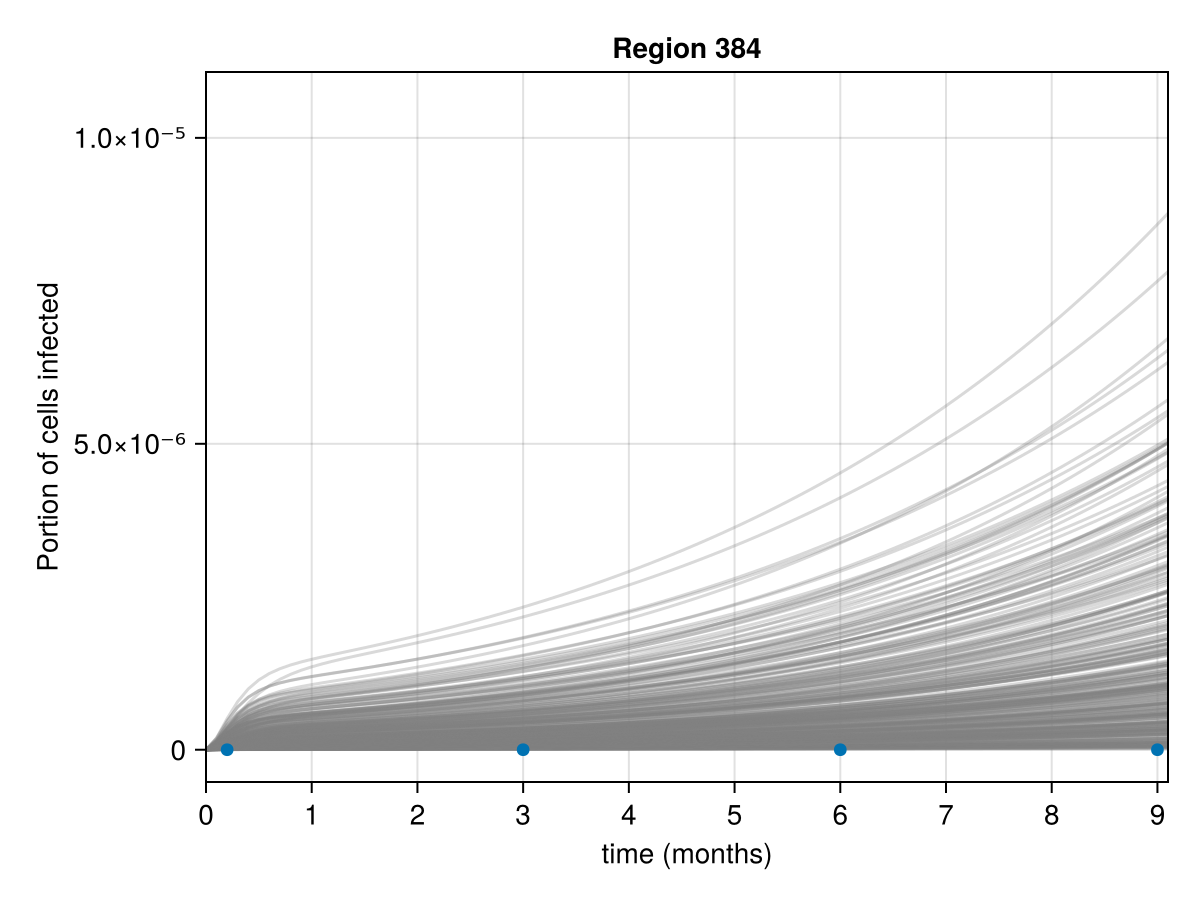 Region 384
1.0×10⁻⁵
5.0×10⁻⁶
0
Portion of cells infected
0 1 2 3 4 5 6 7 8 9
time (months)